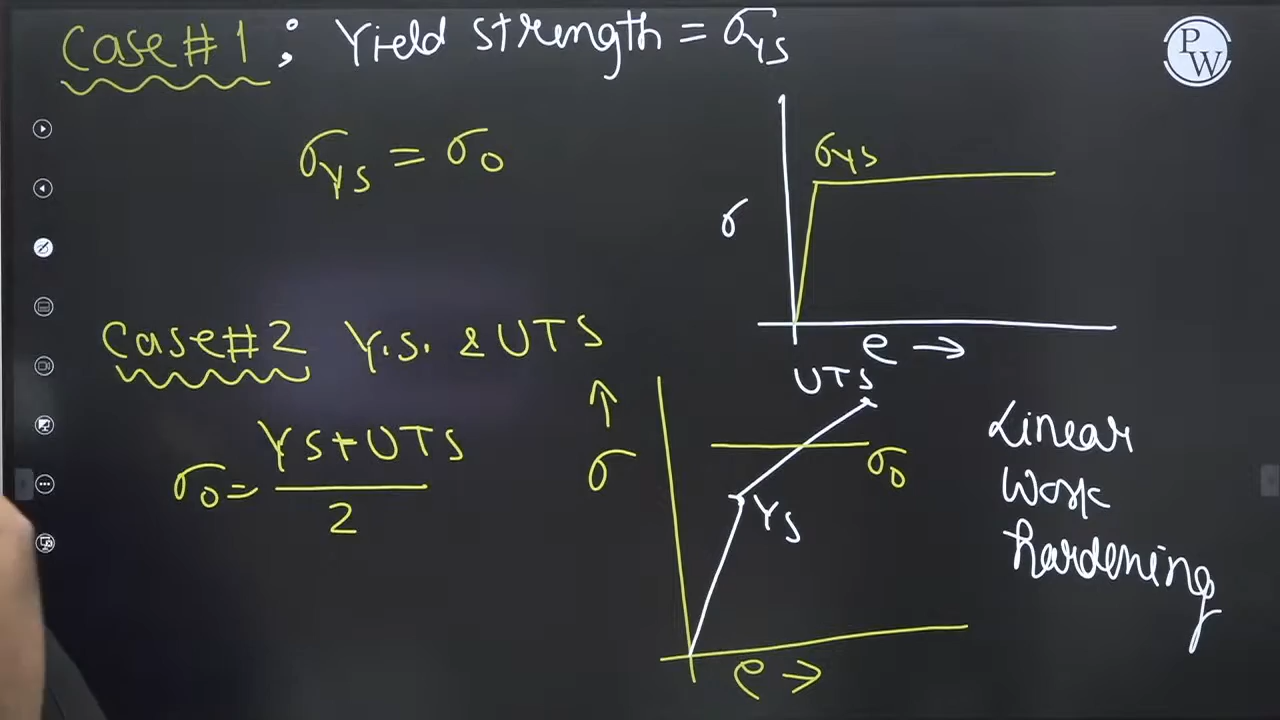 Case#1 : Yield strength = σYS
PW
σYS = σ0
σYS
σ
e →
Case#2 Y.S. & UTS
UTS
σ0 = YS+UTS
2
↑
σ
σ0
YS
e →
Linear
Work
hardening